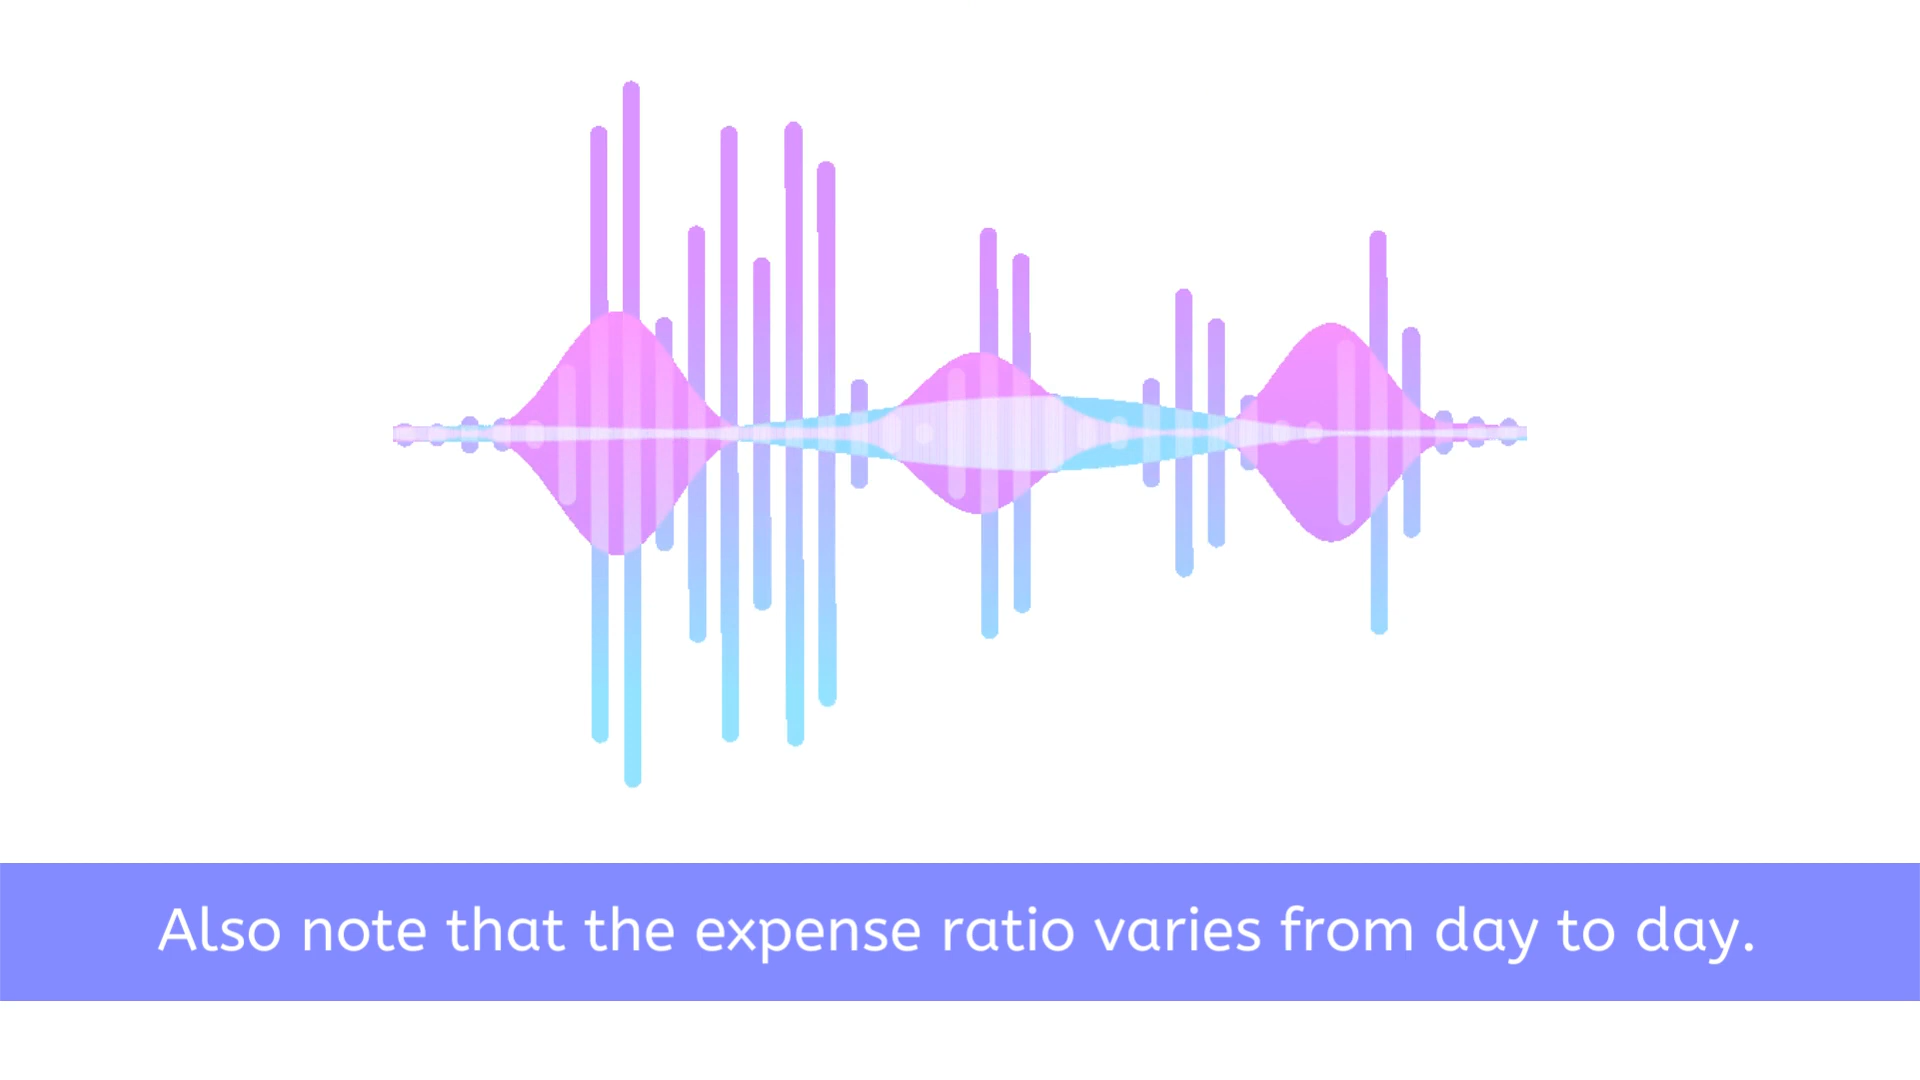 Also note that the expense ratio varies from day to day.